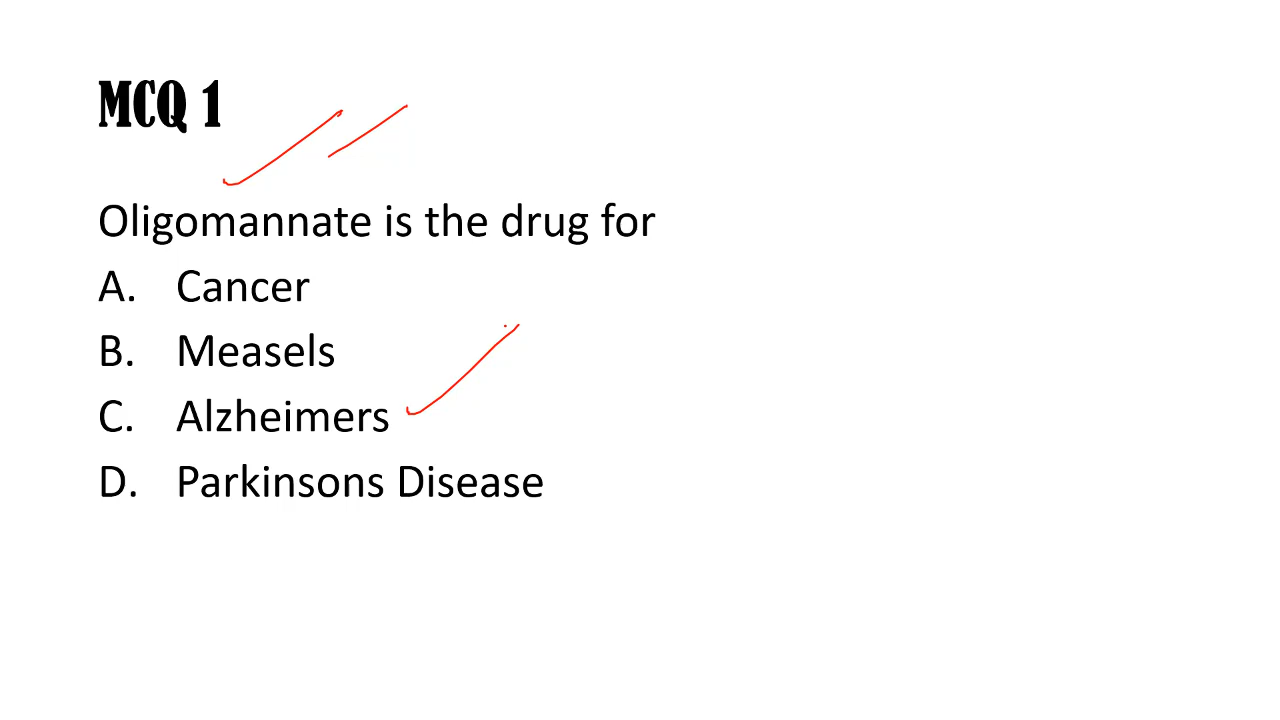 MCQ 1
Oligomannate is the drug for
A. Cancer
B. Measels
C. Alzheimers
D. Parkinsons Disease